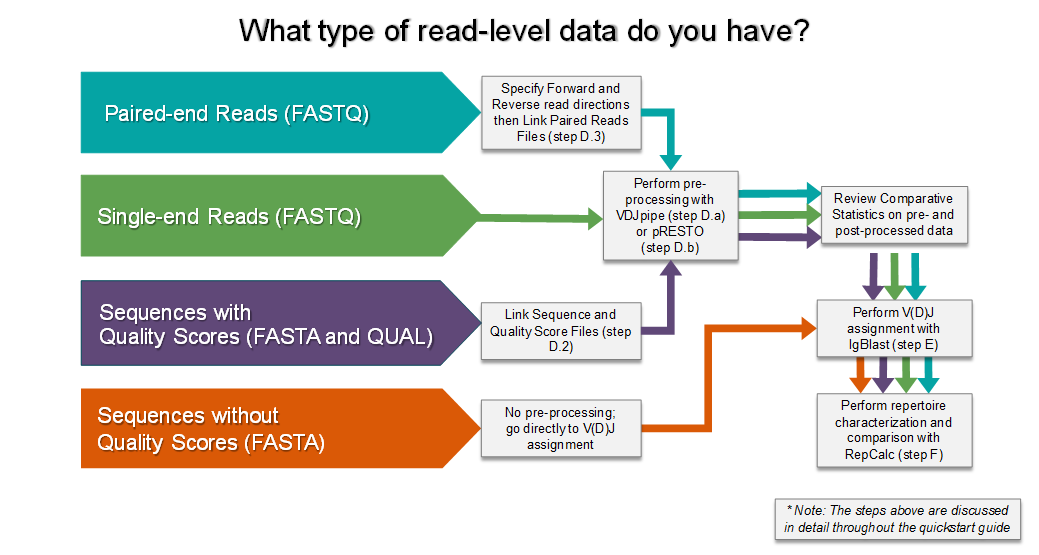 What type of read-level data do you have?
Paired-end Reads (FASTQ)
Specify Forward and
Reverse read directions
then Link Paired Reads
Files (step D.3)
Single-end Reads (FASTQ)
Perform pre-
processing with
VDJpipe (step D.a)
or pRESTO
(step D.b)
Review Comparative
Statistics on pre- and
post-processed data
Sequences with
Quality Scores (FASTA and QUAL)
Link Sequence and
Quality Score Files (step
D.2)
Perform V(D)J
assignment with
IgBlast (step E)
Sequences without
Quality Scores (FASTA)
No pre-processing;
go directly to V(D)J
assignment
Perform repertoire
characterization and
comparison with
RepCalc (step F)
* Note: The steps above are discussed
in detail throughout the quickstart guide